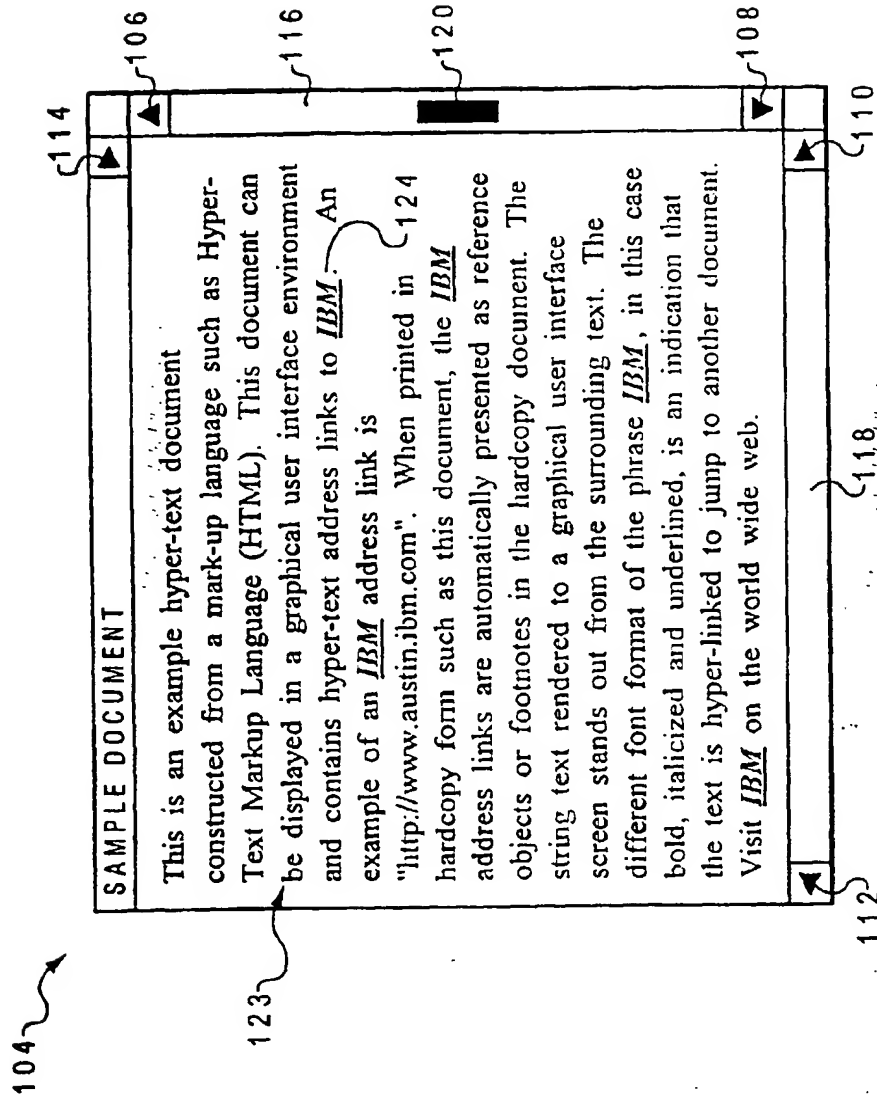 104
114
106
116
120
108
110
SAMPLE DOCUMENT
This is an example hyper-text document
constructed from a mark-up language such as Hyper-
Text Markup Language (HTML). This document can
be displayed in a graphical user interface environment
and contains hyper-text address links to IBM. An
example of an IBM address link is
"http://www.austin.ibm.com". When printed in
hardcopy form such as this document, the IBM
address links are automatically presented as reference
objects or footnotes in the hardcopy document. The
string text rendered to a graphical user interface
screen stands out from the surrounding text. The
different font format of the phrase IBM, in this case
bold, italicized and underlined, is an indication that
the text is hyper-linked to jump to another document.
Visit IBM on the world wide web.
123
124
112
118